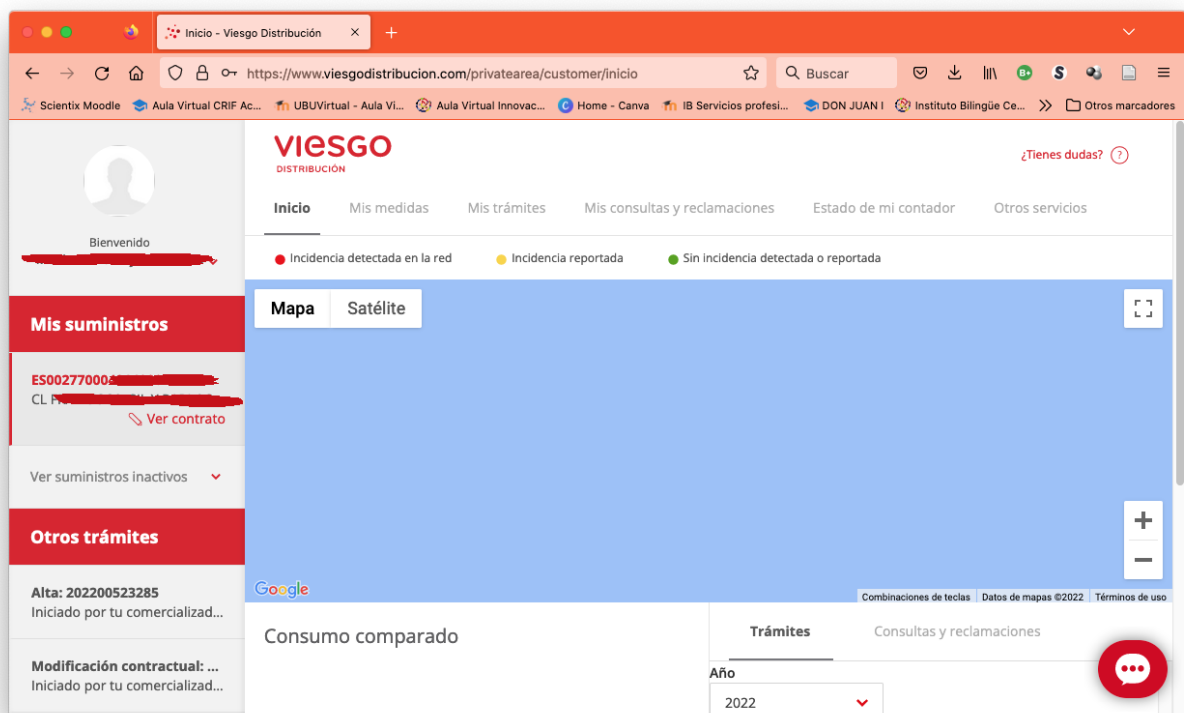 Inicio - Viesgo Distribución
https://www.viesgodistribucion.com/privatearea/customer/inicio
Buscar
Scientix Moodle
Aula Virtual CRIF Ac...
UBUVirtual - Aula Vi...
Aula Virtual Innovac...
Home - Canva
IB Servicios profesi...
DON JUAN I
Instituto Bilingüe Ce...
Otros marcadores
viesgo
DISTRIBUCIÓN
¿Tienes dudas? ?
Inicio
Mis medidas
Mis trámites
Mis consultas y reclamaciones
Estado de mi contador
Otros servicios
Bienvenido
Incidencia detectada en la red
Incidencia reportada
Sin incidencia detectada o reportada
Mapa
Satélite
Mis suministros
ES00277000
CL
Ver contrato
Ver suministros inactivos
Otros trámites
Alta: 202200523285
Iniciado por tu comercializad...
Modificación contractual: ...
Iniciado por tu comercializad...
Google
Combinaciones de teclas
Datos de mapas ©2022
Términos de uso
Consumo comparado
Trámites
Consultas y reclamaciones
Año
2022